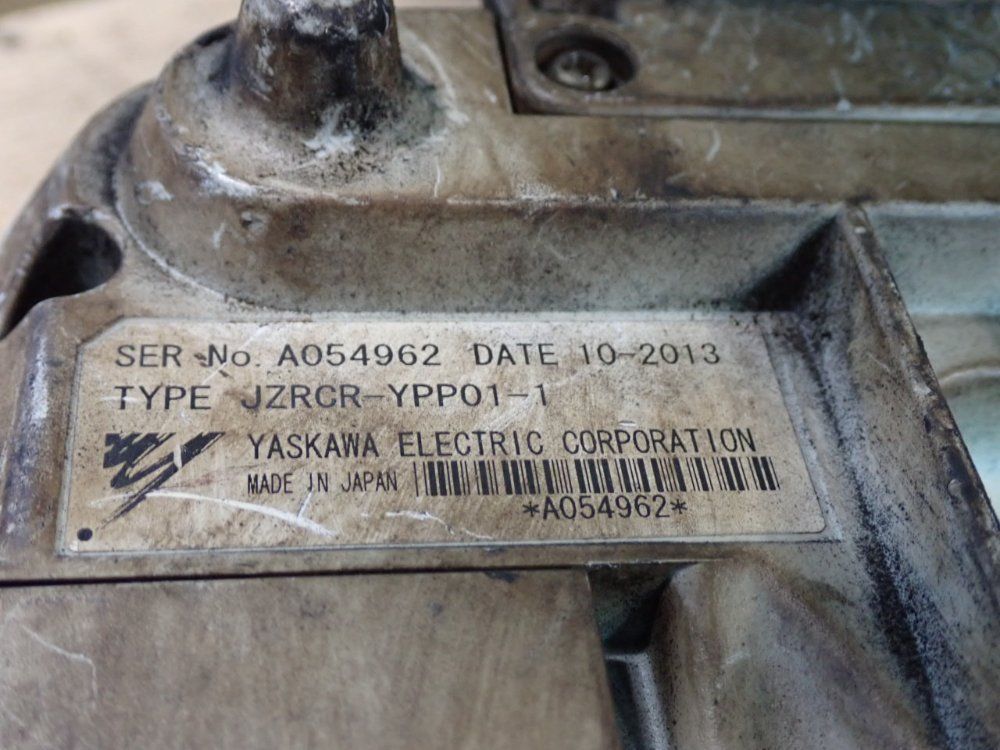 SER No. A054962 DATE 10-2013
TYPE JZRCR-YPP01-1
YASKAWA ELECTRIC CORPORATION
MADE IN JAPAN
*A054962*